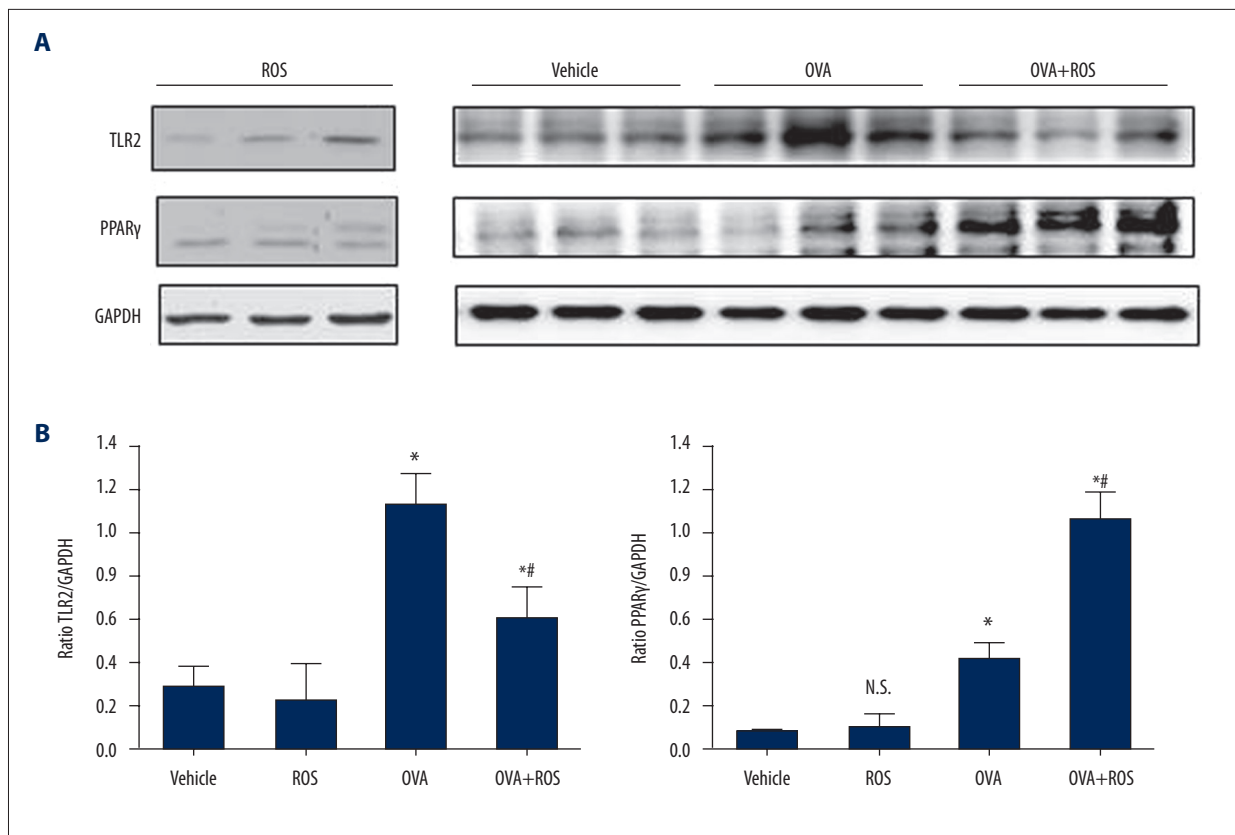 A
ROS
Vehicle
OVA
OVA+ROS
TLR2
PPARγ
GAPDH
B
Ratio TLR2/GAPDH
1.4
1.2
1.0
0.9
0.6
0.4
0.2
0.0
*
*#
Vehicle
ROS
OVA
OVA+ROS
Ratio PPARγ/GAPDH
1.4
1.2
1.0
0.9
0.6
0.4
0.2
0.0
N.S.
*
*#
Vehicle
ROS
OVA
OVA+ROS